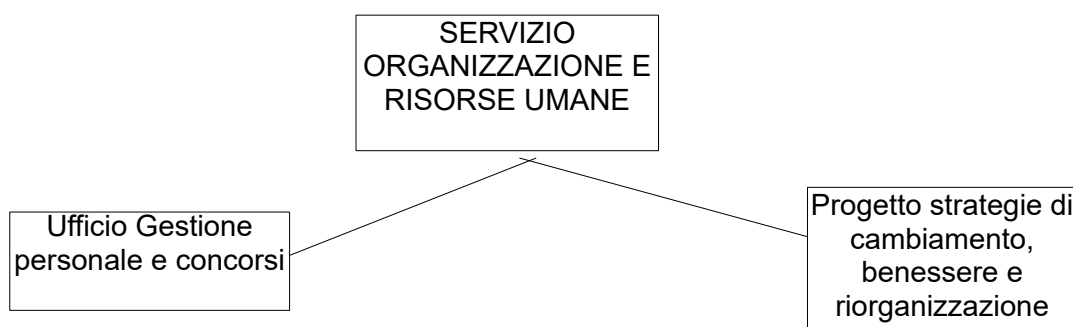 SERVIZIO
ORGANIZZAZIONE E
RISORSE UMANE
Ufficio Gestione
personale e concorsi
Progetto strategie di
cambiamento,
benessere e
riorganizzazione